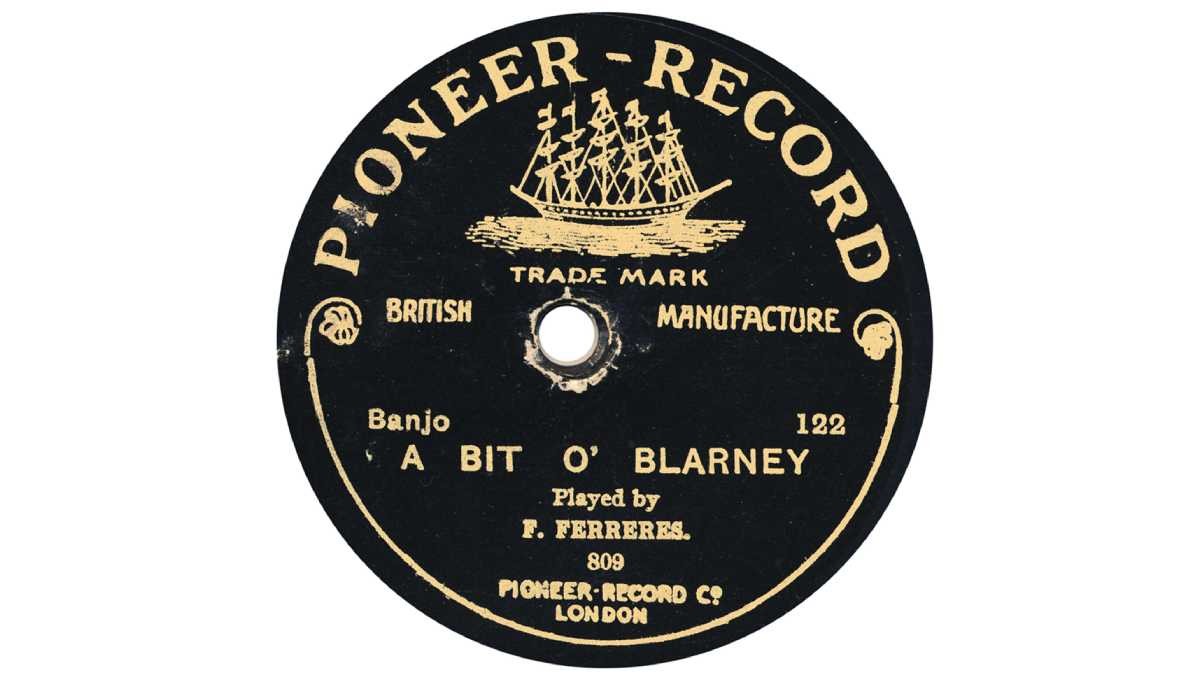 PIONEER-RECORD
TRADE MARK
BRITISH MANUFACTURE
Banjo 122
A BIT O' BLARNEY
Played by
F. FERRERES.
809
PIONEER-RECORD Co
LONDON